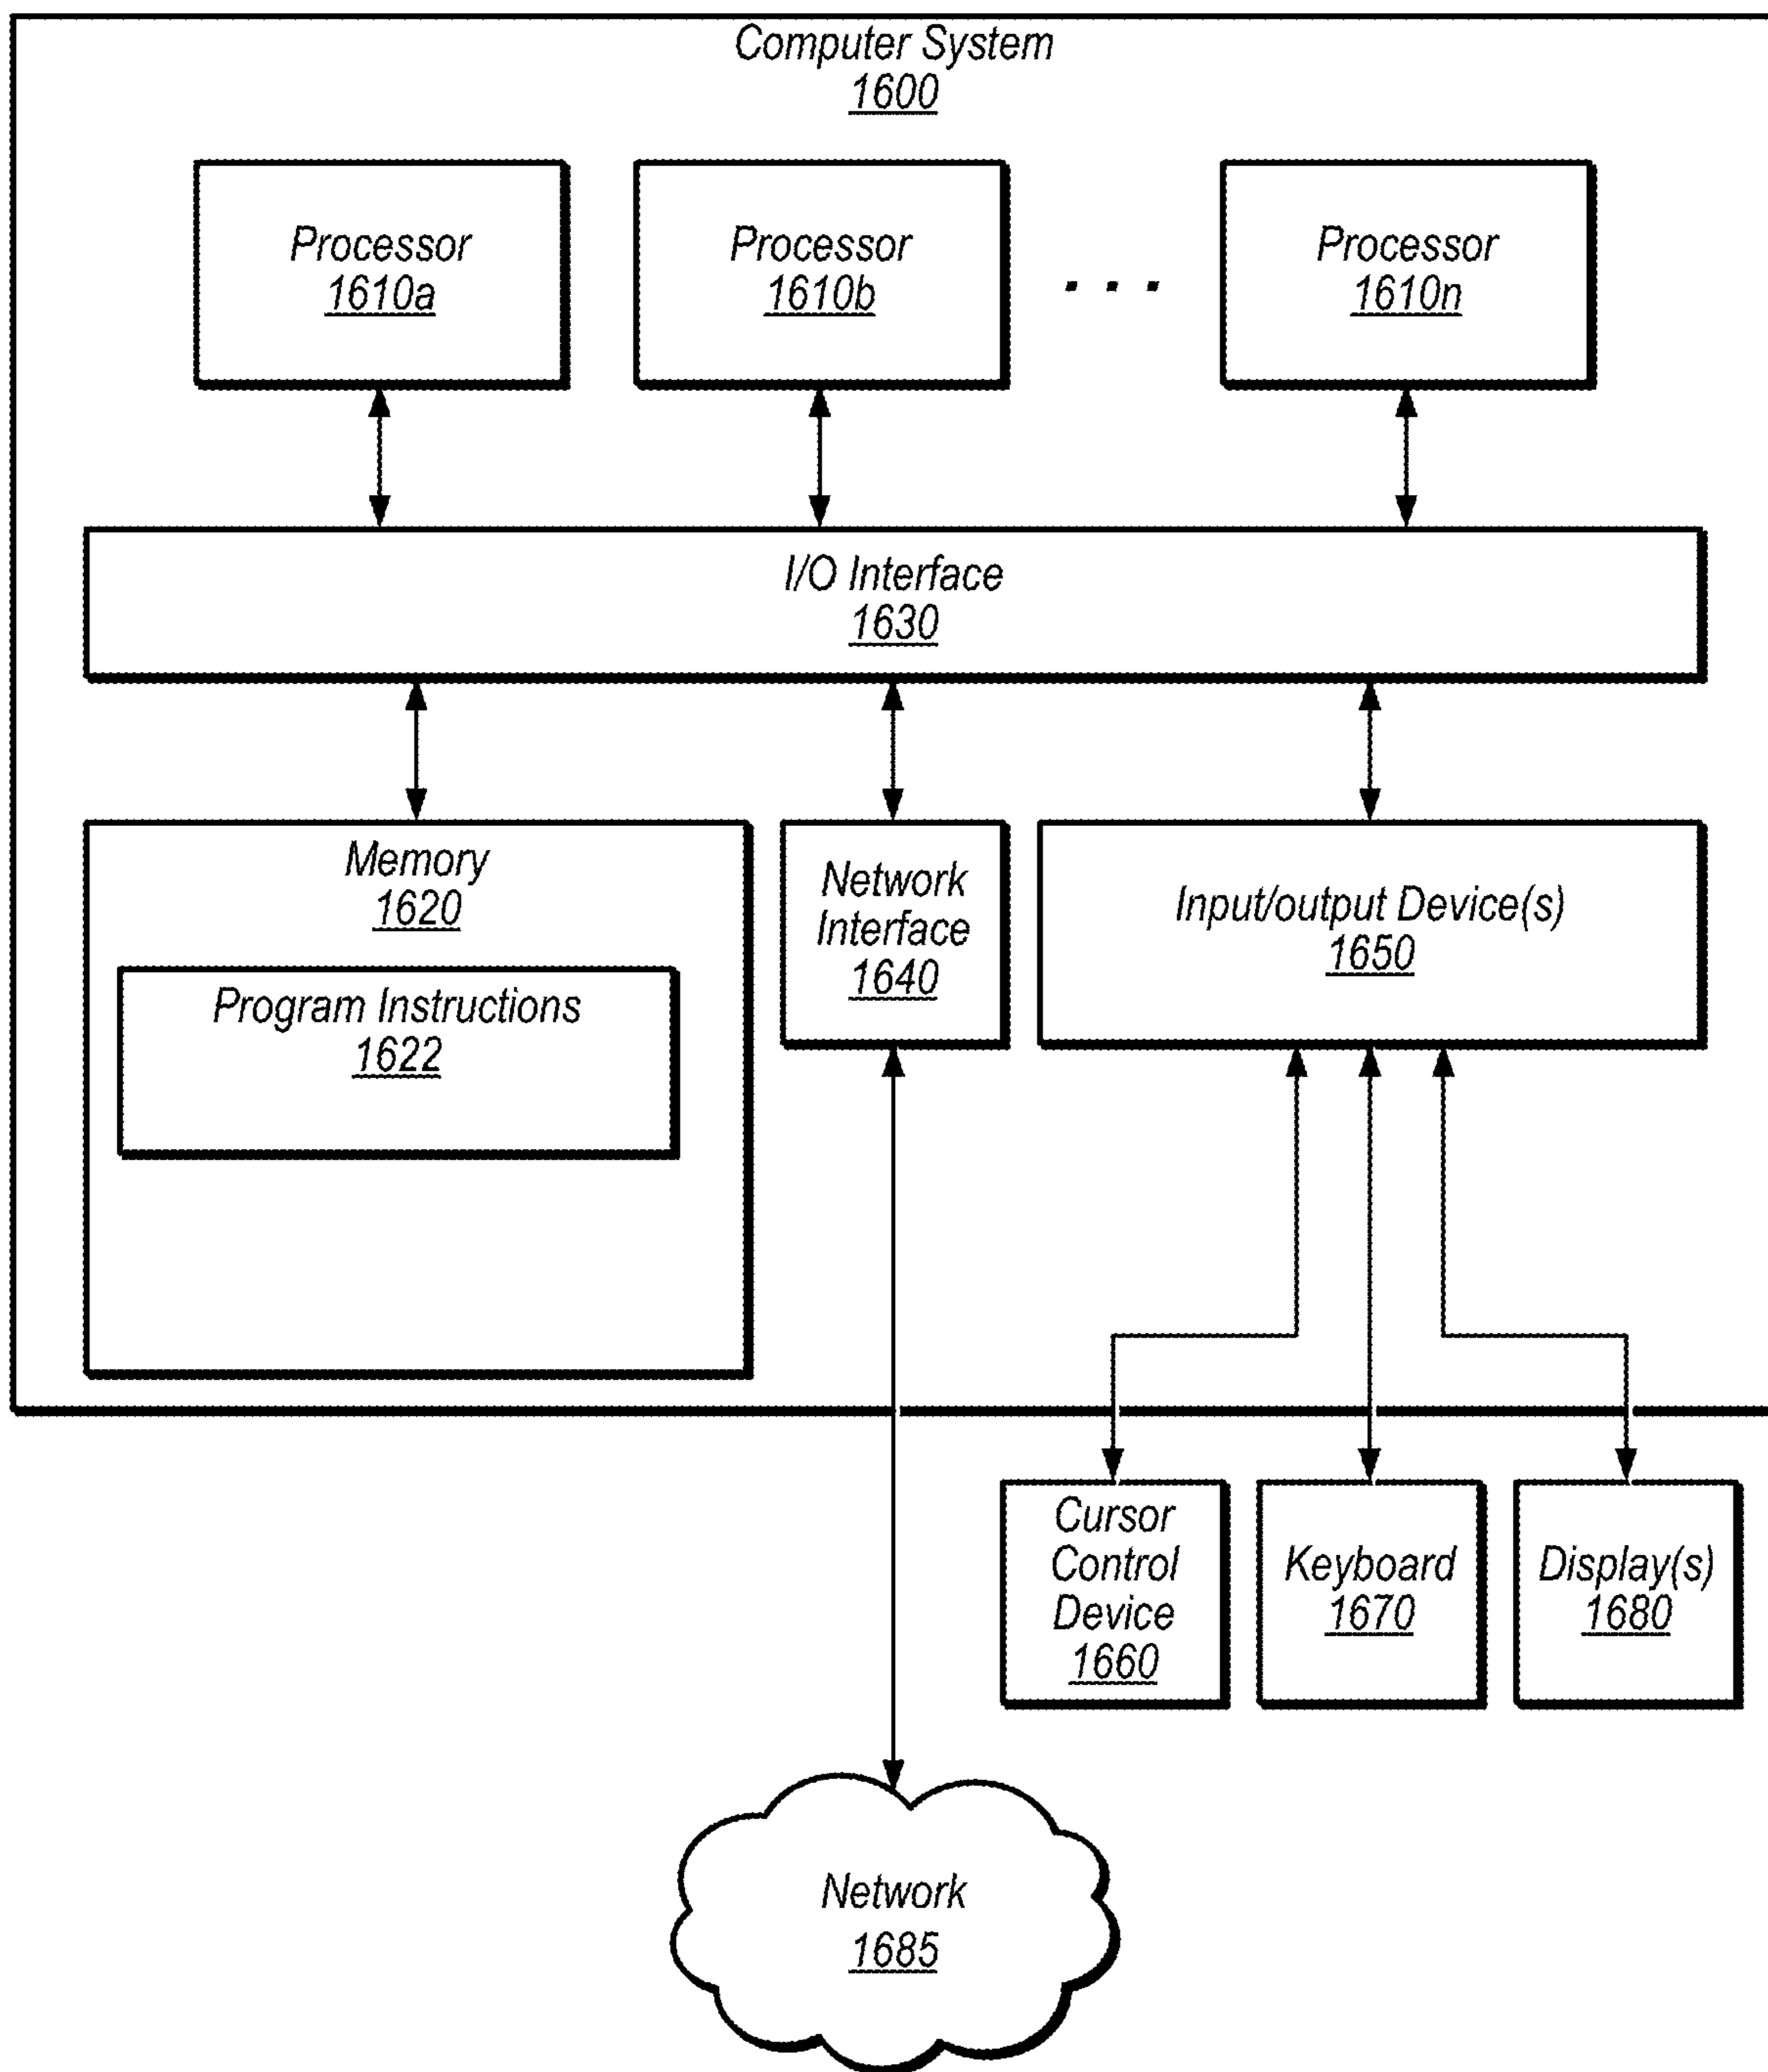 Computer System
1600
Processor
1610a
Processor
1610b
. . .
Processor
1610n
I/O Interface
1630
Memory
1620
Program Instructions
1622
Network
Interface
1640
Input/output Device(s)
1650
Cursor
Control
Device
1660
Keyboard
1670
Display(s)
1680
Network
1685